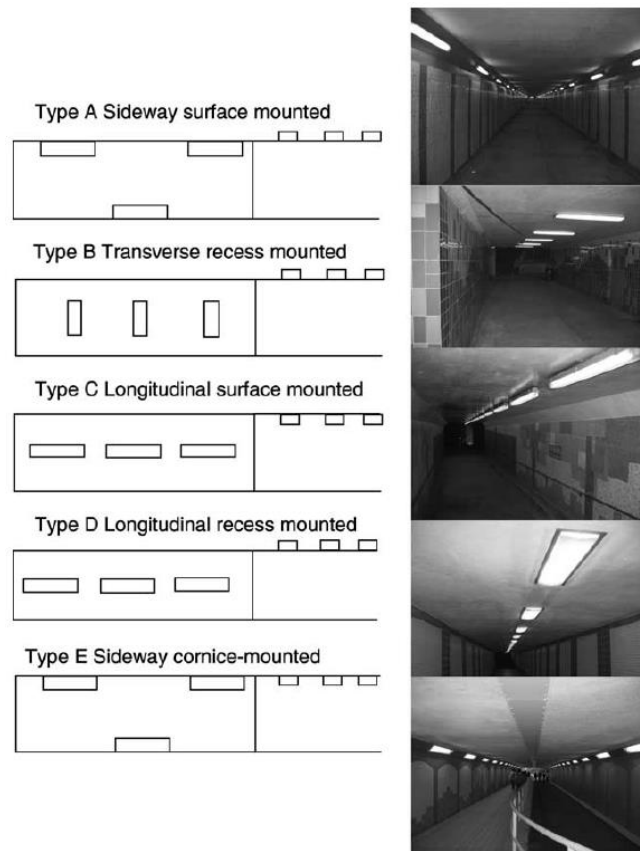 Type A Sideway surface mounted
Type B Transverse recess mounted
Type C Longitudinal surface mounted
Type D Longitudinal recess mounted
Type E Sideway cornice-mounted